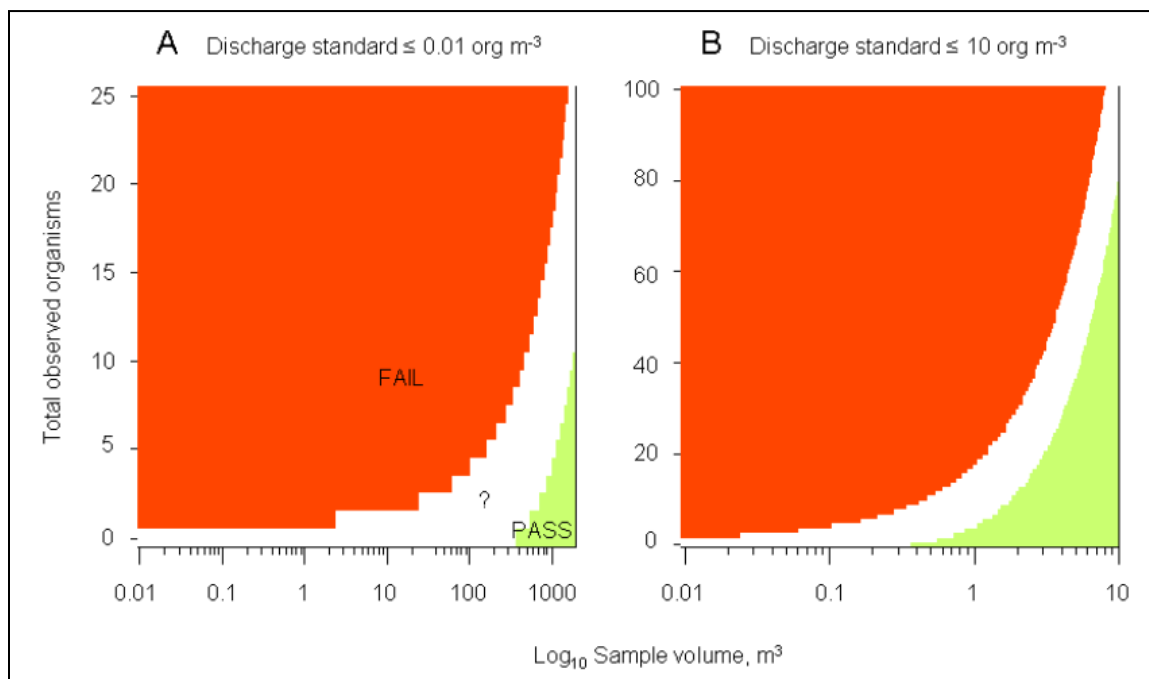 A Discharge standard ≤ 0.01 org m-3
B Discharge standard ≤ 10 org m-3
Total observed organisms
25
20
15
10
5
0
FAIL
?
PASS
0.01 0.1 1 10 100 1000
100
80
60
40
20
0
0.01 0.1 1 10
Log10 Sample volume, m3